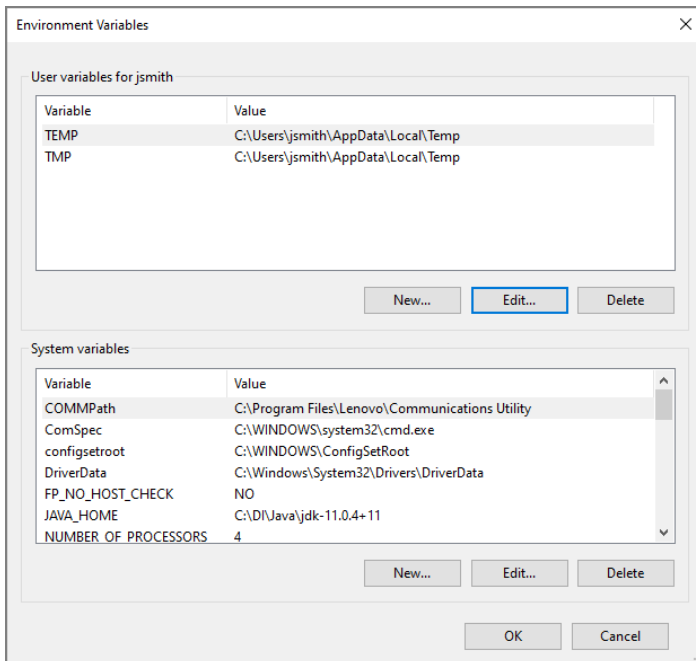 Environment Variables
User variables for jsmith
Variable Value
TEMP C:\Users\jsmith\AppData\Local\Temp
TMP C:\Users\jsmith\AppData\Local\Temp
New... Edit... Delete
System variables
Variable Value
COMMPath C:\Program Files\Lenovo\Communications Utility
ComSpec C:\WINDOWS\system32\cmd.exe
configsetroot C:\WINDOWS\ConfigSetRoot
DriverData C:\Windows\System32\Drivers\DriverData
FP_NO_HOST_CHECK NO
JAVA_HOME C:\DI\Java\jdk-11.0.4+11
NUMBER_OF_PROCESSORS 4
New... Edit... Delete
OK Cancel